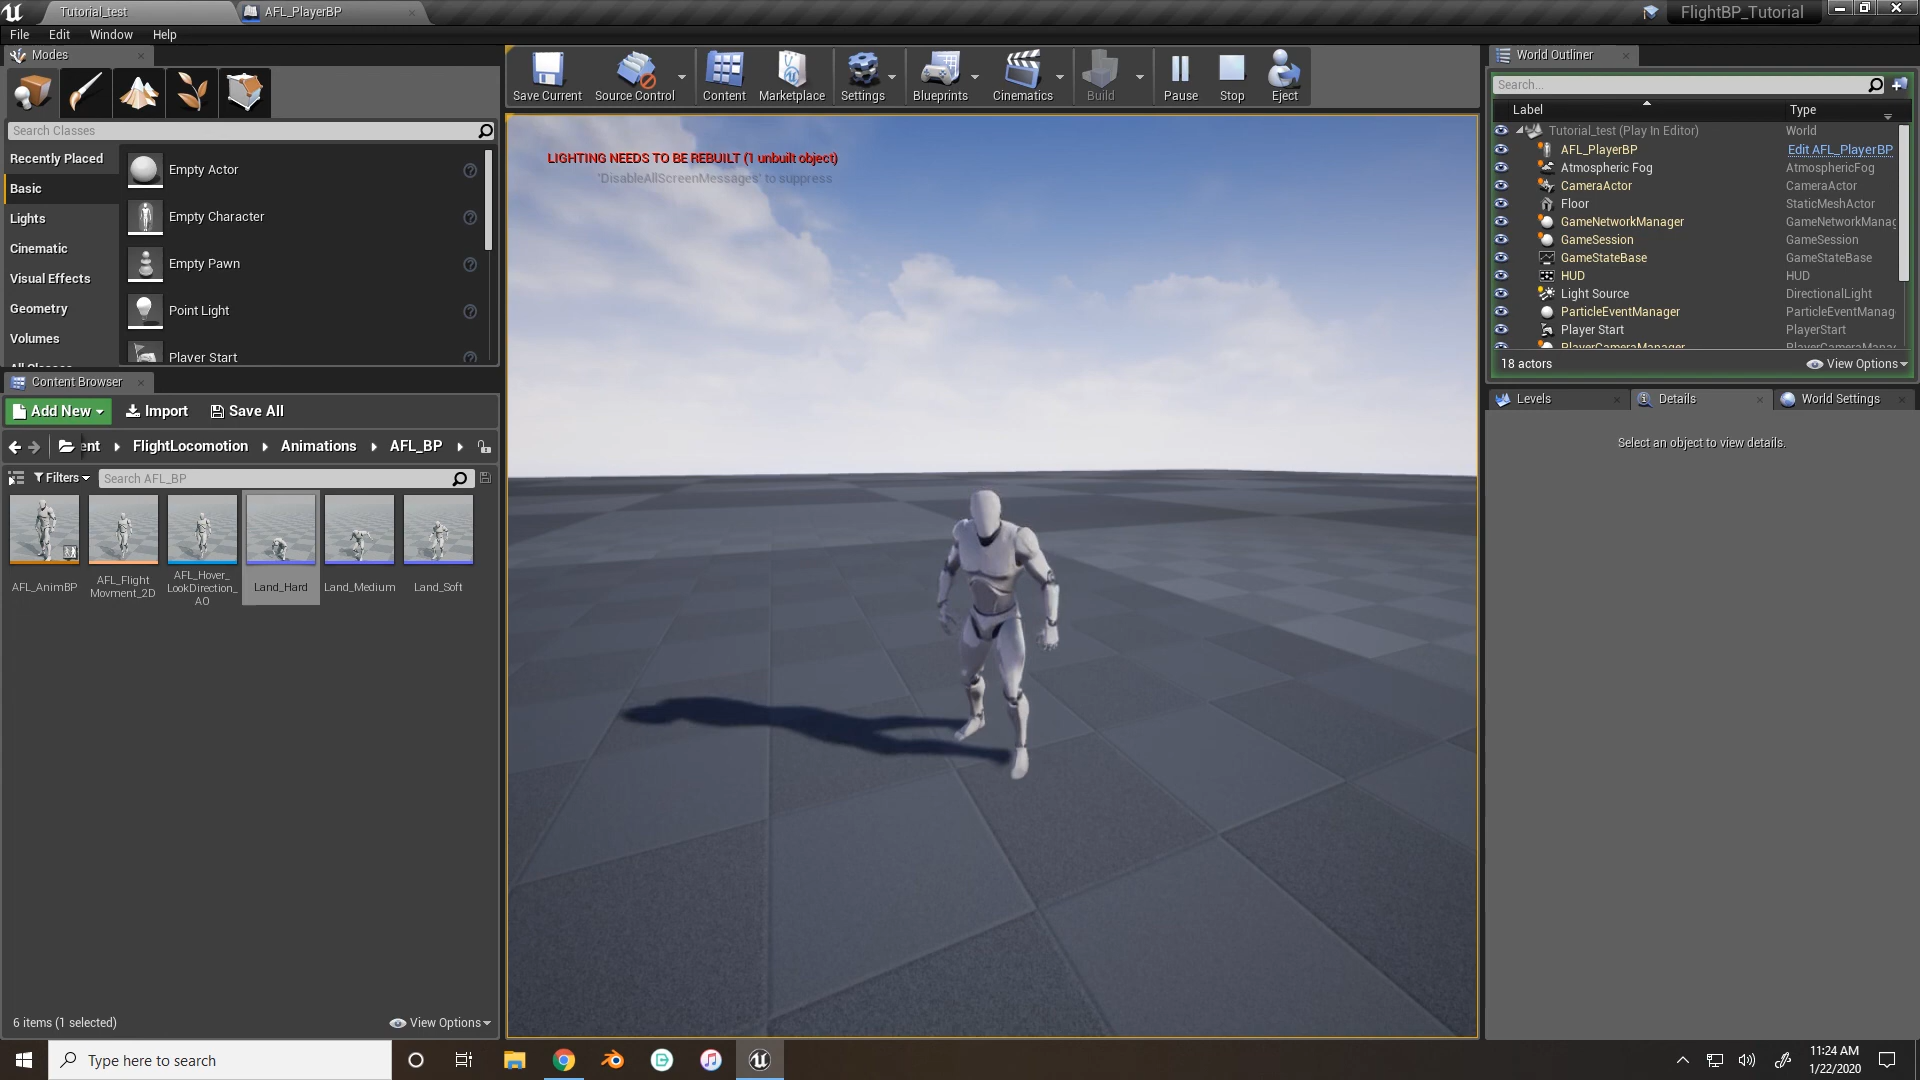 Tutorial_test
AFL_PlayerBP
FlightBP_Tutorial
File Edit Window Help
Modes
Save Current
Source Control
Content
Marketplace
Settings
Blueprints
Cinematics
Build
Pause
Stop
Eject
Search Classes
Recently Placed
Basic
Lights
Cinematic
Visual Effects
Geometry
Volumes
Empty Actor
Empty Character
Empty Pawn
Point Light
Player Start
LIGHTING NEEDS TO BE REBUILT (1 unbuilt object)
'DisableAllScreenMessages' to suppress
World Outliner
Search...
Label Type
Tutorial_test (Play In Editor) World
AFL_PlayerBP Edit AFL_PlayerBP
Atmospheric Fog AtmosphericFog
CameraActor CameraActor
Floor StaticMeshActor
GameNetworkManager GameNetworkManag
GameSession GameSession
GameStateBase GameStateBase
HUD HUD
Light Source DirectionalLight
ParticleEventManager ParticleEventManag
Player Start PlayerStart
PlayerCameraManager PlayerCameraMana
18 actors
View Options
Levels
Details
World Settings
Select an object to view details.
Content Browser
Add New
Import
Save All
ent FlightLocomotion Animations AFL_BP
Filters
Search AFL_BP
AFL_AnimBP
AFL_Flight
Movment_2D
AFL_Hover_
LookDirection_
AO
Land_Hard
Land_Medium
Land_Soft
6 items (1 selected)
View Options
Type here to search
11:24 AM
1/22/2020